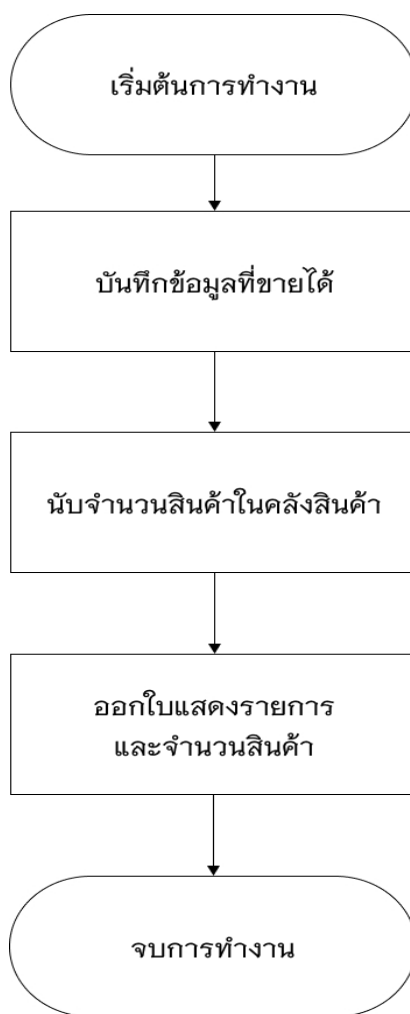 เริ่มต้นการทำงาน
บันทึกข้อมูลที่ขายได้
นับจำนวนสินค้าในคลังสินค้า
ออกใบแสดงรายการ
และจำนวนสินค้า
จบการทำงาน